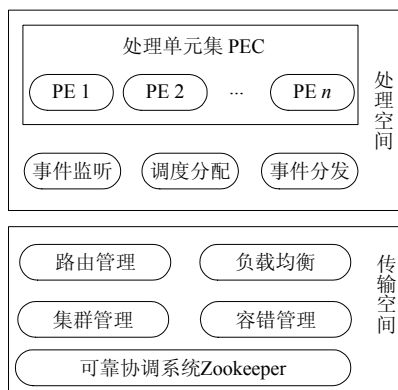 处理单元集 PEC
PE 1 PE 2 ... PE n
事件监听 调度分配 事件分发
处理空间
路由管理 负载均衡
集群管理 容错管理
可靠协调系统Zookeeper
传输空间